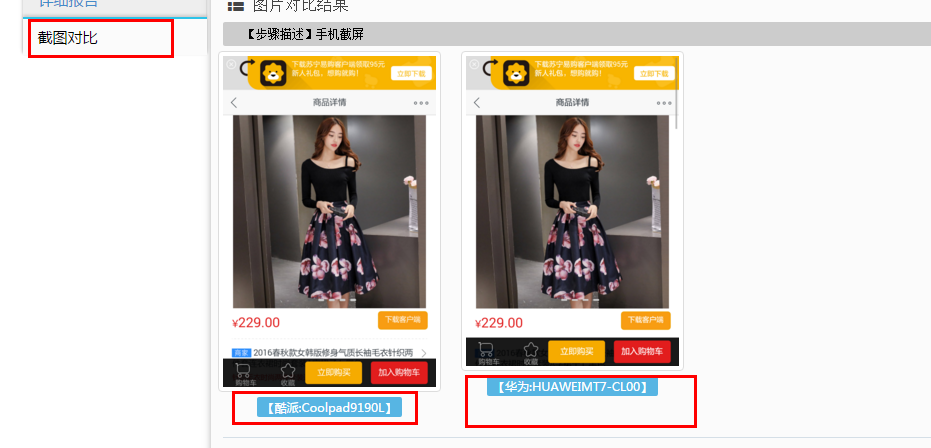 详细报告
截图对比
图片对比结果
【步骤描述】手机截屏
下载苏宁易购客户端领取95元
新人礼包，想购就购！
立即下载
商品详情
¥229.00
下载客户端
商家 2016春秋款女韩版修身气质长袖毛衣针织两
购物车
收藏
立即购买
加入购物车
【酷派:Coolpad9190L】
下载苏宁易购客户端领取95元
新人礼包，想购就购！
立即下载
商品详情
¥229.00
下载客户端
购物车
收藏
立即购买
加入购物车
【华为:HUAWEIMT7-CL00】